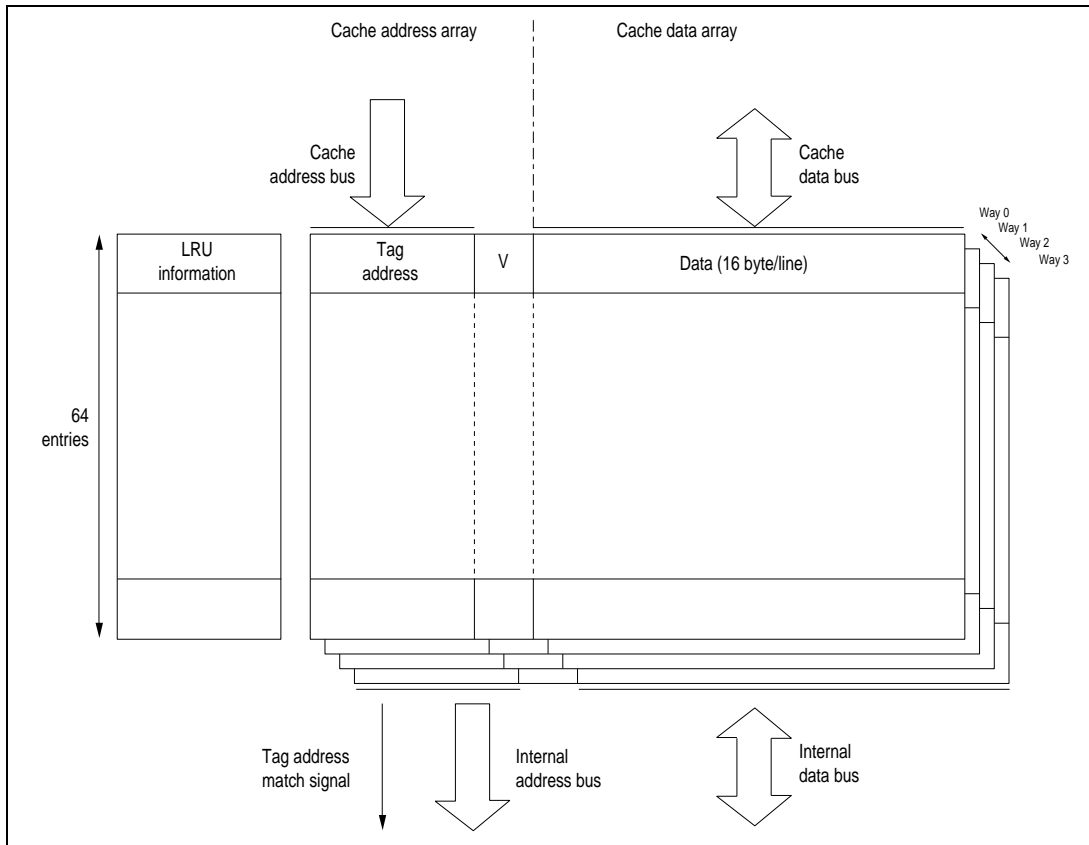 Cache address array
Cache data array
Cache
address bus
Cache
data bus
Way 0
Way 1
Way 2
Way 3
LRU
information
Tag
address
V
Data (16 byte/line)
64
entries
Tag address
match signal
Internal
address bus
Internal
data bus